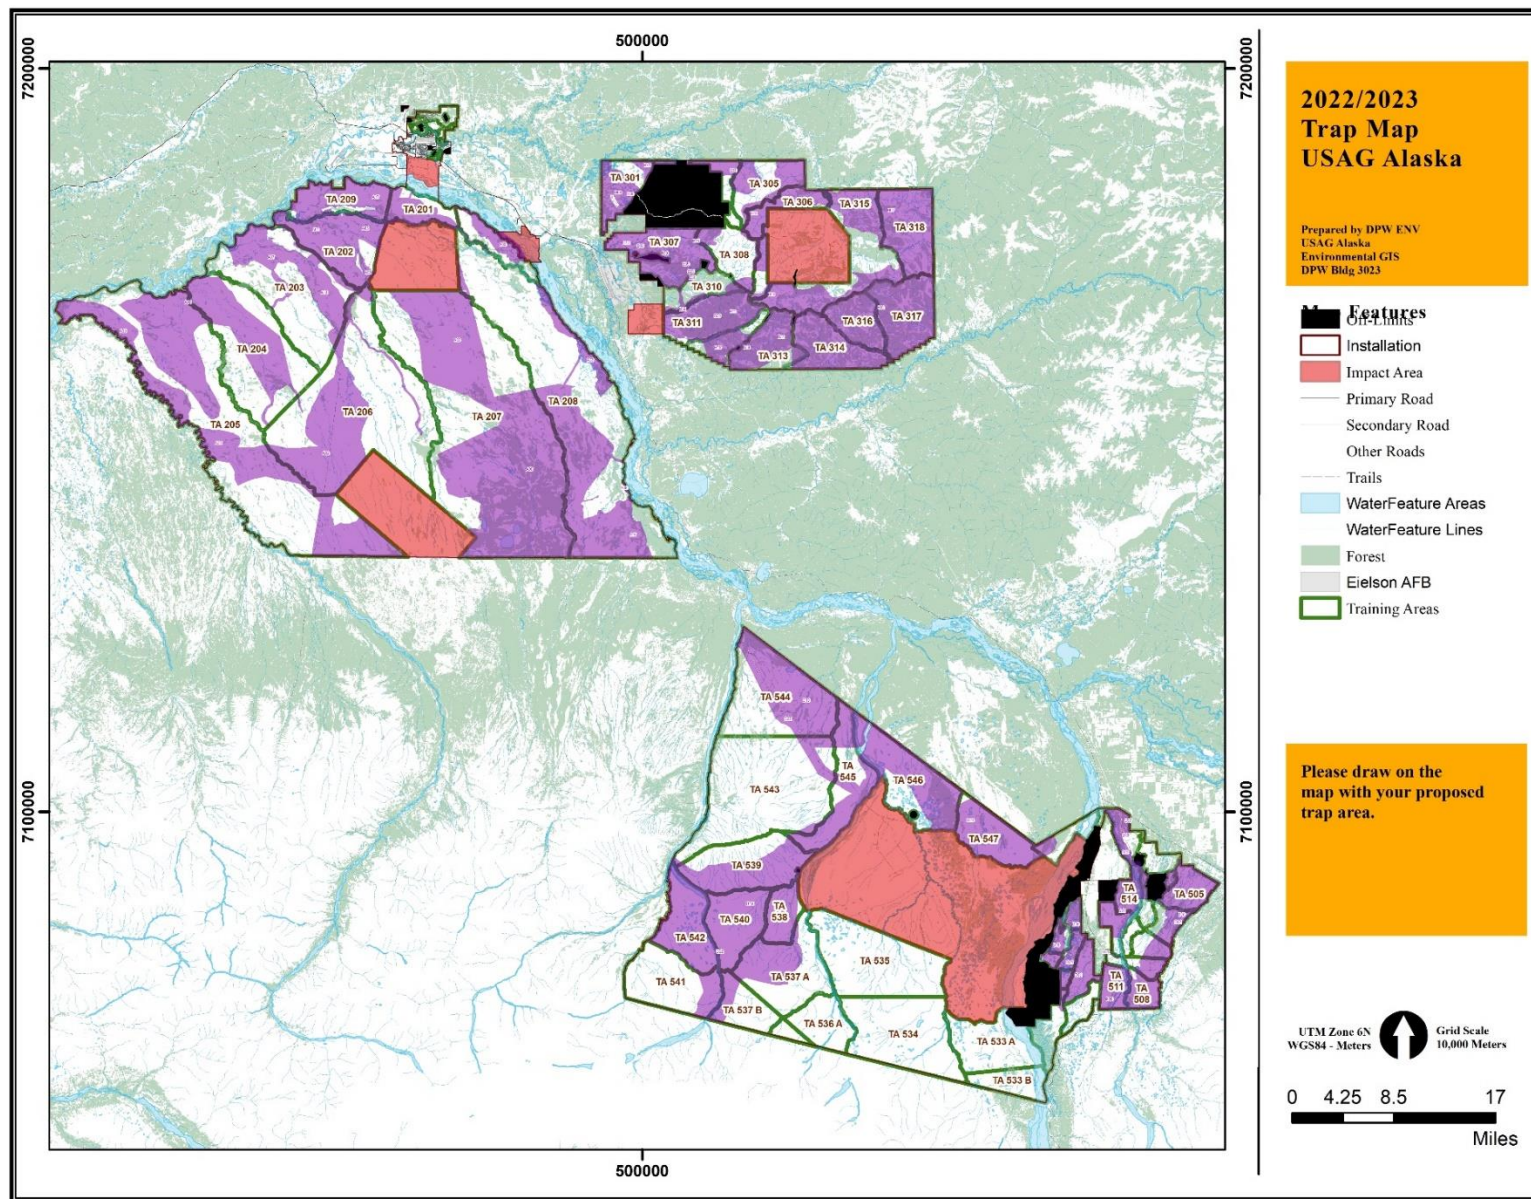 500000
7200000
7200000
2022/2023
Trap Map
USAG Alaska
Prepared by DPW ENV
USAG Alaska
Environmental GIS
DPW Bldg 3023
Map Features
Off-Limits
Installation
Impact Area
Primary Road
Secondary Road
Other Roads
Trails
WaterFeature Areas
WaterFeature Lines
Forest
Eielson AFB
Training Areas
TA 301
TA 305
TA 306
TA 315
TA 318
TA 307
TA 308
TA 310
TA 311
TA 316
TA 317
TA 313
TA 314
TA 209
TA 201
TA 202
TA 203
TA 204
TA 205
TA 206
TA 207
TA 208
TA 544
TA 543
TA
545
TA 546
TA 547
TA 539
TA 540
TA
538
TA 542
TA 541
TA 537 A
TA 537 B
TA 536 A
TA 535
TA 534
TA 533 A
TA 533 B
TA
514
TA 505
TA
511
TA
508
7100000
7100000
Please draw on the
map with your proposed
trap area.
UTM Zone 6N
WGS84 - Meters
Grid Scale
10,000 Meters
0 4.25 8.5 17
Miles
500000